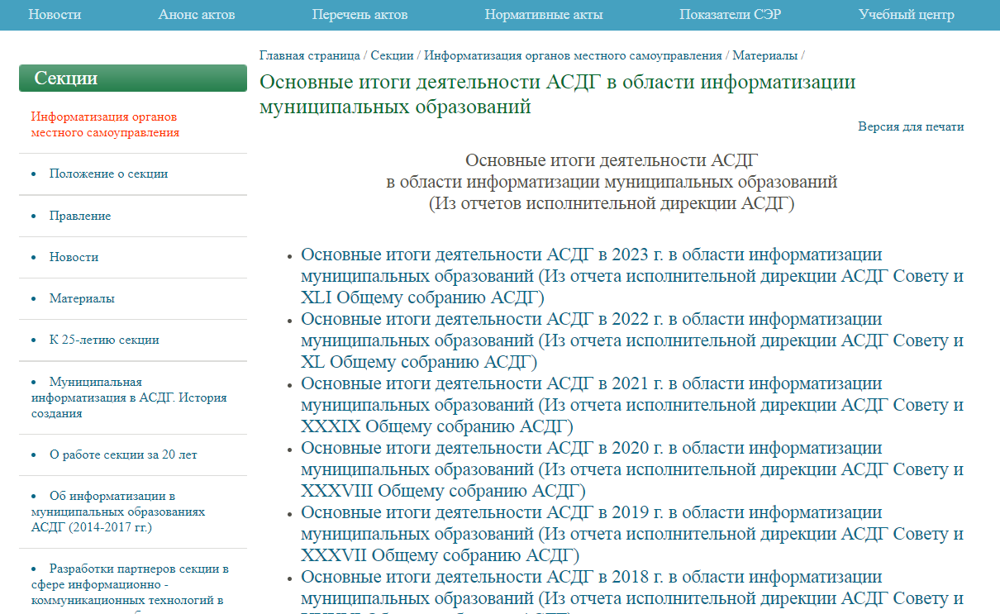 Новости Анонс актов Перечень актов Нормативные акты Показатели СЭР Учебный центр
Секции
Информатизация органов
местного самоуправления
• Положение о секции
• Правление
• Новости
• Материалы
• К 25-летию секции
• Муниципальная
информатизация в АСДГ. История
создания
• О работе секции за 20 лет
• Об информатизации в
муниципальных образованиях
АСДГ (2014-2017 гг.)
• Разработки партнеров секции в
сфере информационно -
коммуникационных технологий в
Главная страница / Секции / Информатизация органов местного самоуправления / Материалы /
Основные итоги деятельности АСДГ в области информатизации
муниципальных образований
Версия для печати
Основные итоги деятельности АСДГ
в области информатизации муниципальных образований
(Из отчетов исполнительной дирекции АСДГ)
• Основные итоги деятельности АСДГ в 2023 г. в области информатизации
муниципальных образований (Из отчета исполнительной дирекции АСДГ Совету и
XLI Общему собранию АСДГ)
• Основные итоги деятельности АСДГ в 2022 г. в области информатизации
муниципальных образований (Из отчета исполнительной дирекции АСДГ Совету и
XL Общему собранию АСДГ)
• Основные итоги деятельности АСДГ в 2021 г. в области информатизации
муниципальных образований (Из отчета исполнительной дирекции АСДГ Совету и
XXXIX Общему собранию АСДГ)
• Основные итоги деятельности АСДГ в 2020 г. в области информатизации
муниципальных образований (Из отчета исполнительной дирекции АСДГ Совету и
XXXVIII Общему собранию АСДГ)
• Основные итоги деятельности АСДГ в 2019 г. в области информатизации
муниципальных образований (Из отчета исполнительной дирекции АСДГ Совету и
XXXVII Общему собранию АСДГ)
• Основные итоги деятельности АСДГ в 2018 г. в области информатизации
муниципальных образований (Из отчета исполнительной дирекции АСДГ Совету и